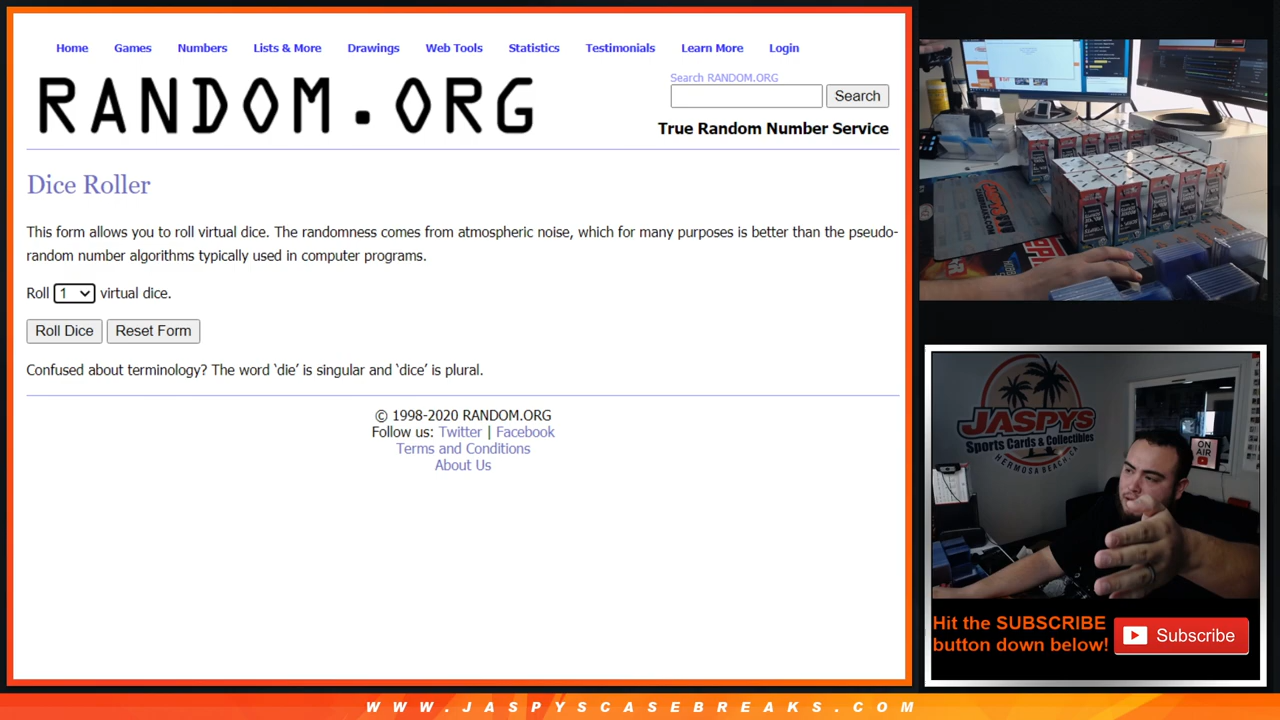 Home Games Numbers Lists & More Drawings Web Tools Statistics Testimonials Learn More Login
RANDOM.ORG
Search RANDOM.ORG
Search
True Random Number Service
Dice Roller
This form allows you to roll virtual dice. The randomness comes from atmospheric noise, which for many purposes is better than the pseudo-
random number algorithms typically used in computer programs.
Roll 1 virtual dice.
Roll Dice Reset Form
Confused about terminology? The word ‘die’ is singular and ‘dice’ is plural.
© 1998-2020 RANDOM.ORG
Follow us: Twitter | Facebook
Terms and Conditions
About Us
JASPYS
Sports Cards & Collectibles
HERMOSA BEACH, CA
ON
AIR
Hit the SUBSCRIBE
button down below!
Subscribe
WWW.JASPYSCASEBREAKS.COM